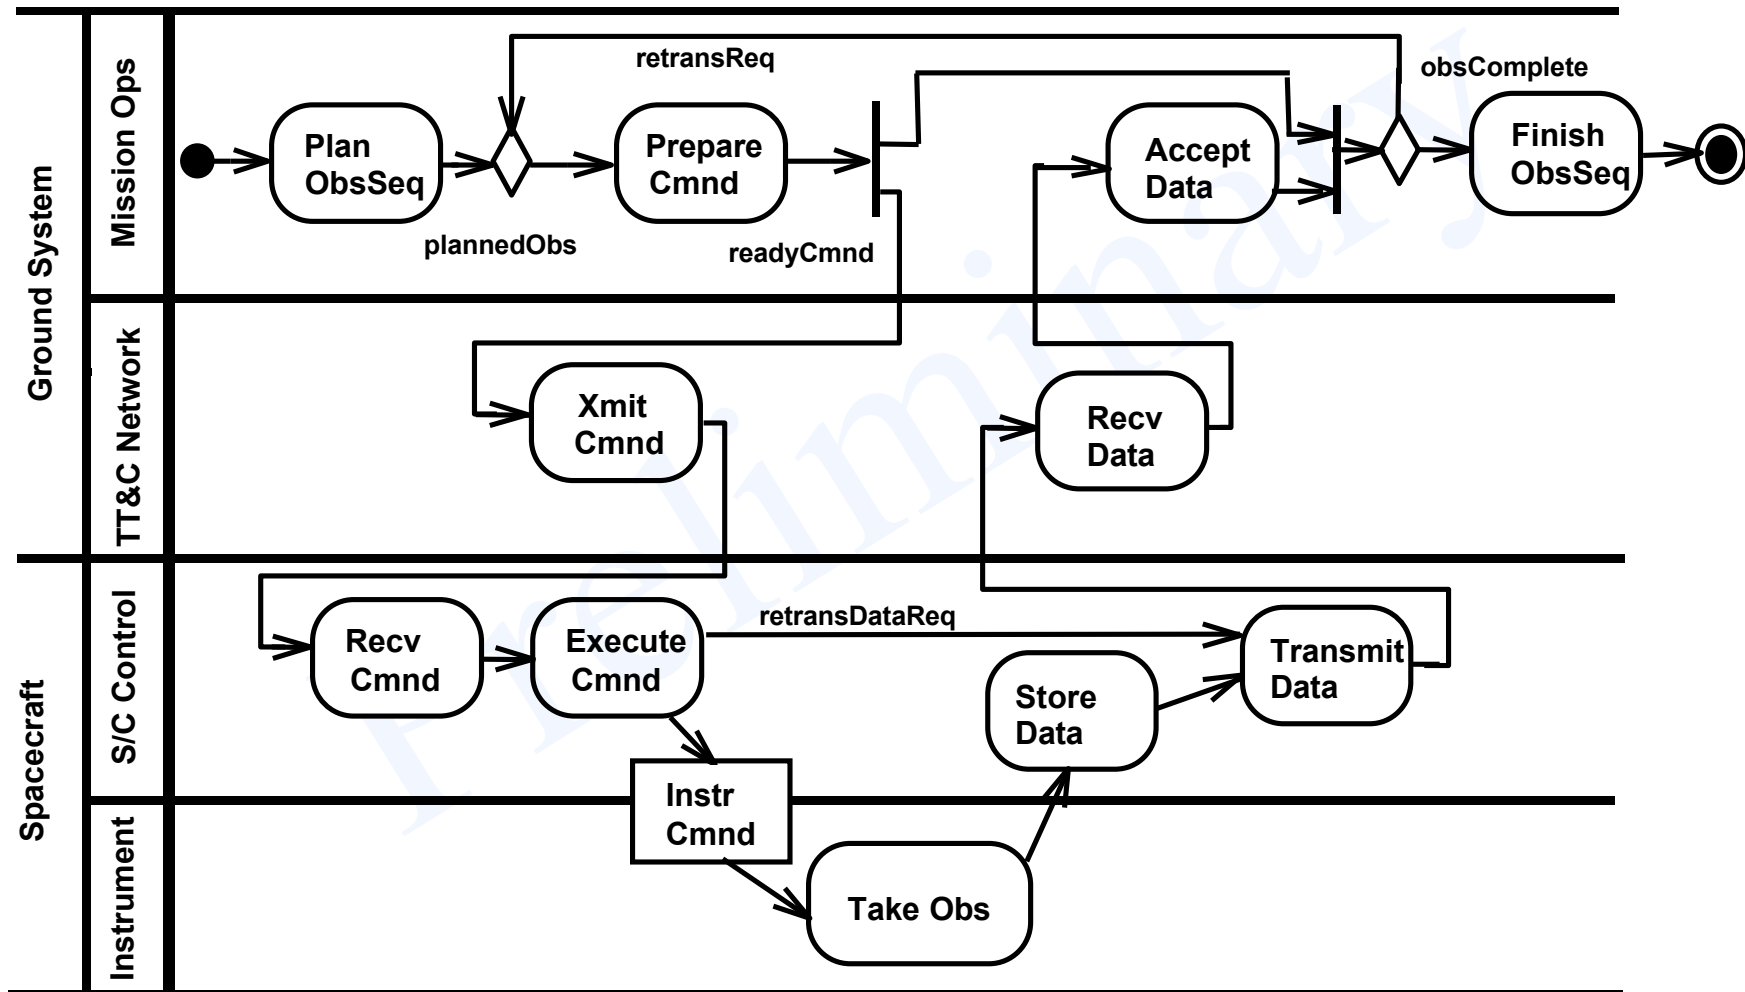 Ground System
Spacecraft
Mission Ops
TT&C Network
S/C Control
Instrument
retransReq
obsComplete
Plan
ObsSeq
Prepare
Cmnd
Accept
Data
Finish
ObsSeq
plannedObs
readyCmnd
Xmit
Cmnd
Recv
Data
Recv
Cmnd
Execute
Cmnd
retransDataReq
Store
Data
Transmit
Data
Instr
Cmnd
Take Obs
Preliminary